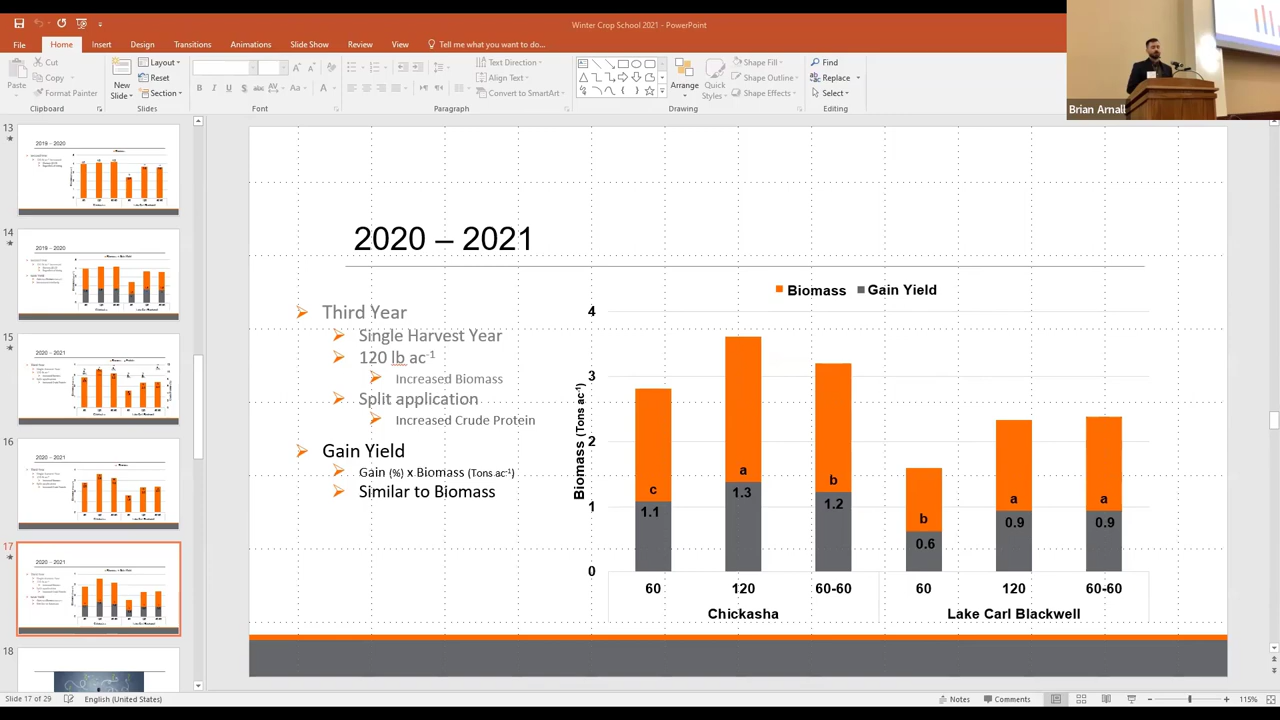 Winter Crop School 2021 - PowerPoint
File Home Insert Design Transitions Animations Slide Show Review View Tell me what you want to do...
Paste
Cut
Copy
Format Painter
Clipboard
New Slide
Layout
Reset
Section
Slides
Font
Text Direction
Align Text
Convert to SmartArt
Paragraph
Arrange
Quick Styles
Shape Fill
Shape Outline
Shape Effects
Drawing
Find
Replace
Select
Editing
Brian Arnall
13
2019 – 2020
14
2019 – 2020
15
2020 – 2021
16
2020 – 2021
17
2020 – 2021
18
2020 – 2021
Third Year
Single Harvest Year
120 lb ac-1
Increased Biomass
Split application
Increased Crude Protein
Gain Yield
Gain (%) x Biomass (Tons ac-1)
Similar to Biomass
Biomass Gain Yield
Biomass (Tons ac-1)
4
3
2
1
0
c
1.1
a
1.3
b
1.2
b
0.6
a
0.9
a
0.9
60 120 60-60 60 120 60-60
Chickasha Lake Carl Blackwell
Slide 17 of 29 English (United States) Notes Comments 115%